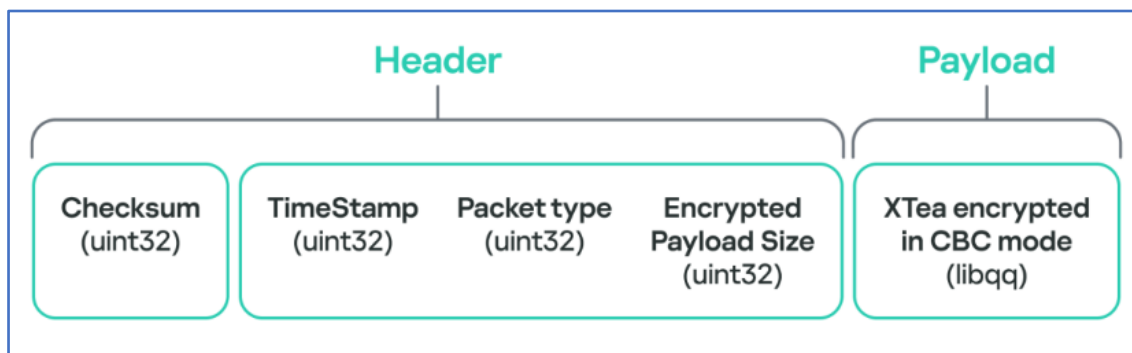 Header
Payload
Checksum
(uint32)
TimeStamp
(uint32)
Packet type
(uint32)
Encrypted
Payload Size
(uint32)
XTea encrypted
in CBC mode
(libqq)